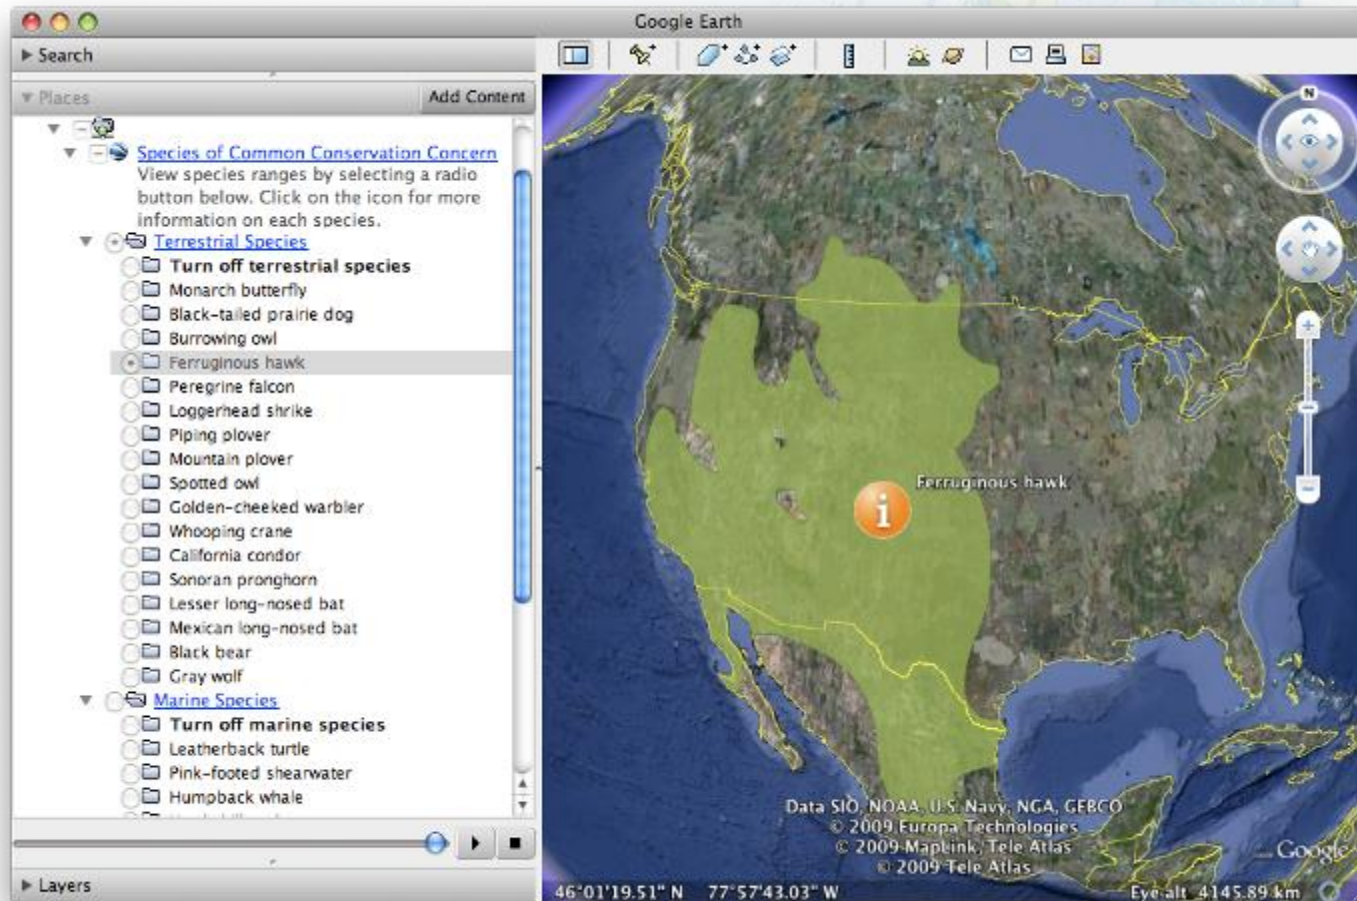 Google Earth
Search
Places
Add Content
Species of Common Conservation Concern
View species ranges by selecting a radio
button below. Click on the icon for more
information on each species.
Terrestrial Species
Turn off terrestrial species
Monarch butterfly
Black-tailed prairie dog
Burrowing owl
Ferruginous hawk
Peregrine falcon
Loggerhead shrike
Piping plover
Mountain plover
Spotted owl
Golden-cheeked warbler
Whooping crane
California condor
Sonoran pronghorn
Lesser long-nosed bat
Mexican long-nosed bat
Black bear
Gray wolf
Marine Species
Turn off marine species
Leatherback turtle
Pink-footed shearwater
Humpback whale
Layers
N
Ferruginous hawk
i
Data SIO, NOAA, U.S. Navy, NGA, GEBCO
© 2009 Europa Technologies
© 2009 MapLink/Tele Atlas
© 2009 Tele Atlas
Google
46°01'19.51" N 77°57'43.03" W
Eye alt 4145.89 km